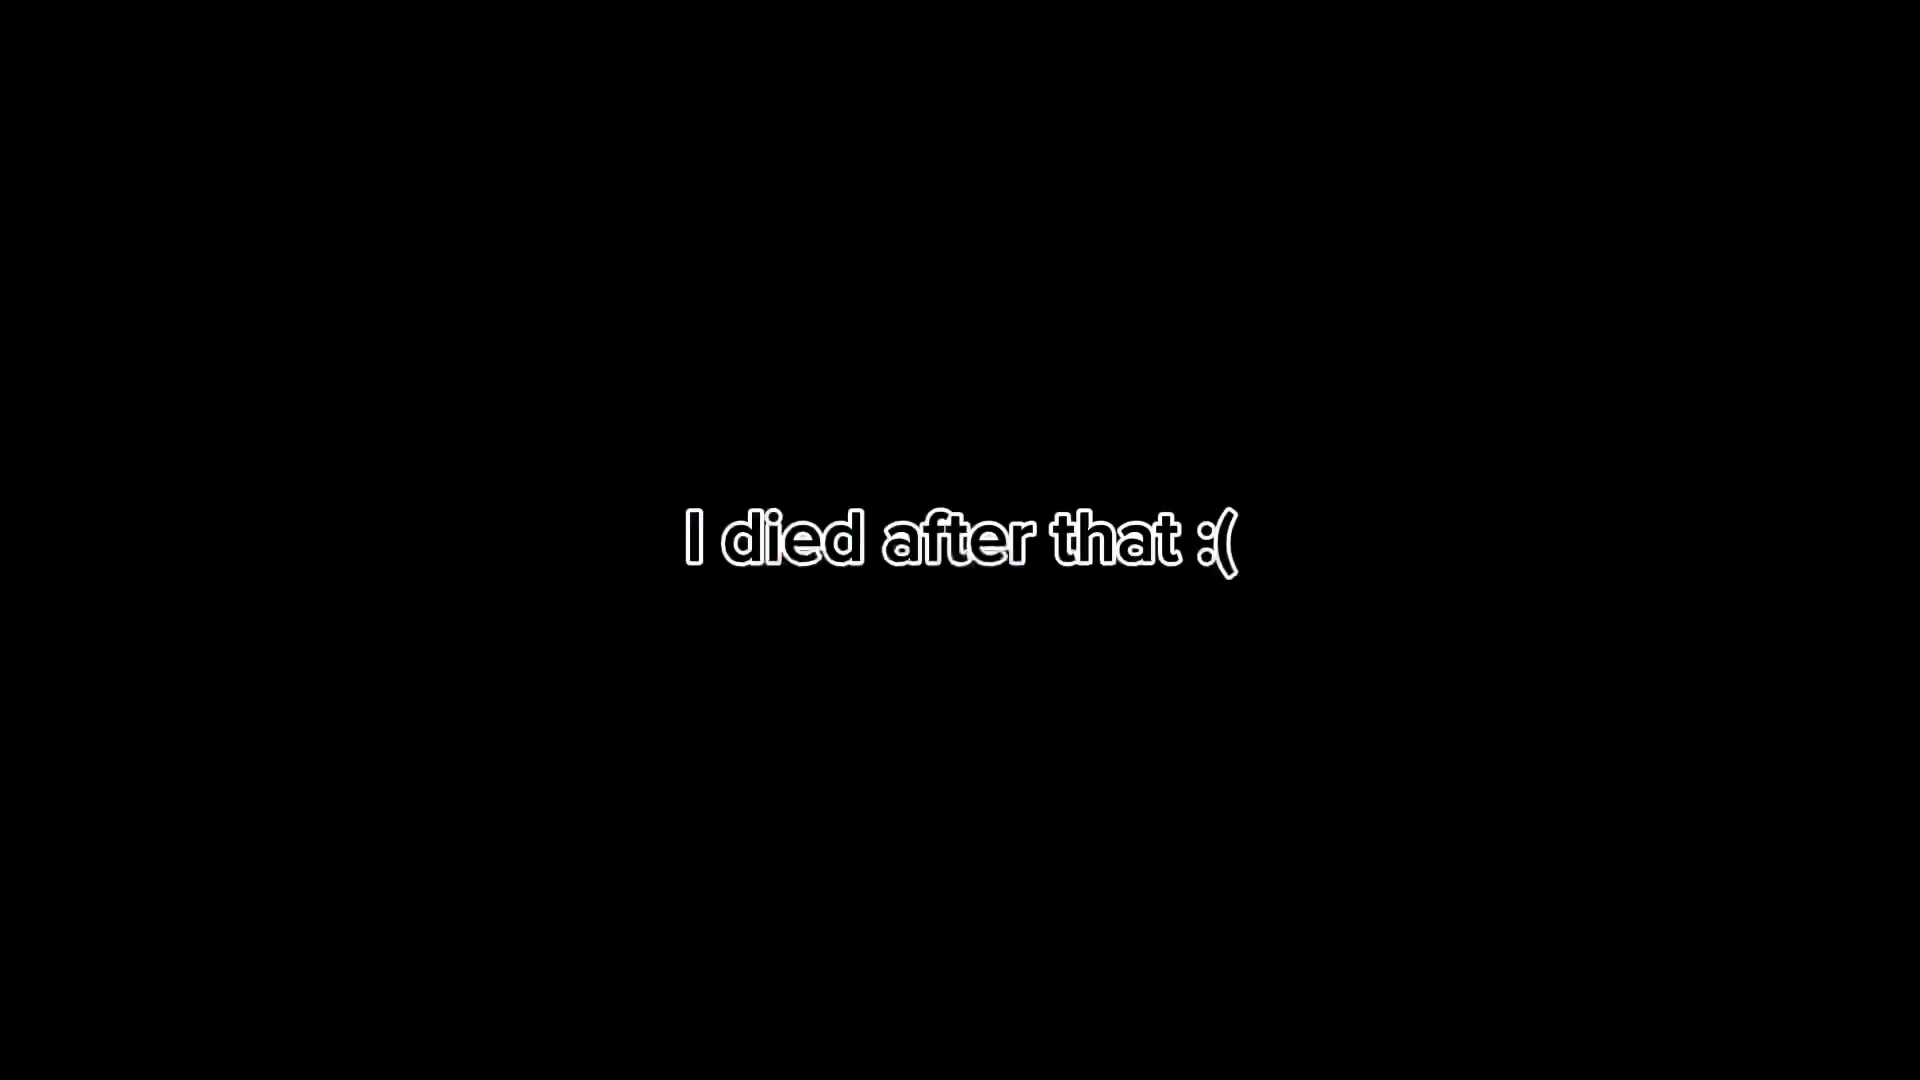 I died after that :(